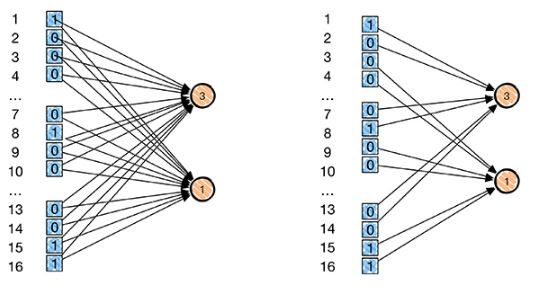 1 1 1 1
2 0 2 0
3 0 3 3 0 3
4 0 4 0
... ...
7 0 7 0
8 1 8 1
9 0 9 0
10 0 1 10 0 1
... ...
13 0 13 0
14 0 14 0
15 1 15 1
16 1 16 1